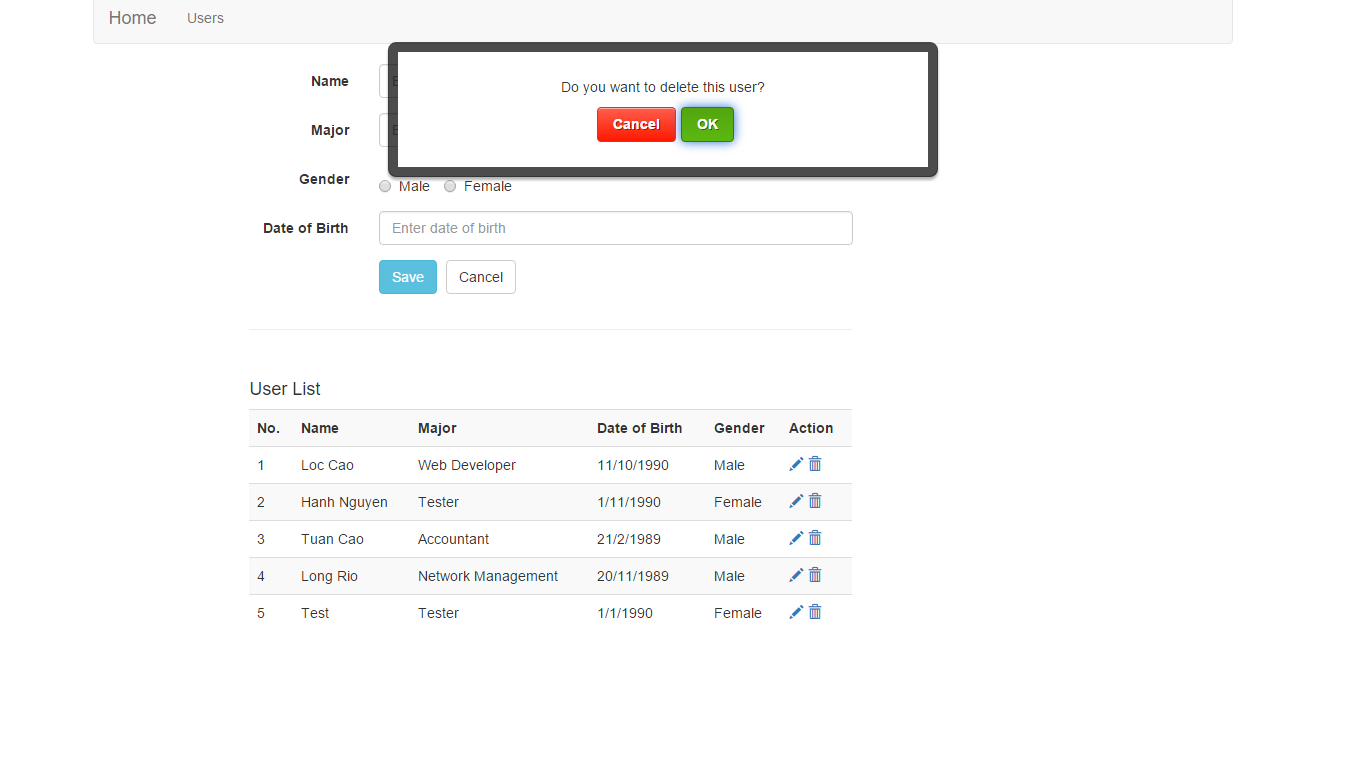 Home Users
Do you want to delete this user?
Cancel OK
Name
Major
Gender Male Female
Date of Birth Enter date of birth
Save Cancel
User List
No. Name Major Date of Birth Gender Action
1 Loc Cao Web Developer 11/10/1990 Male
2 Hanh Nguyen Tester 1/11/1990 Female
3 Tuan Cao Accountant 21/2/1989 Male
4 Long Rio Network Management 20/11/1989 Male
5 Test Tester 1/1/1990 Female